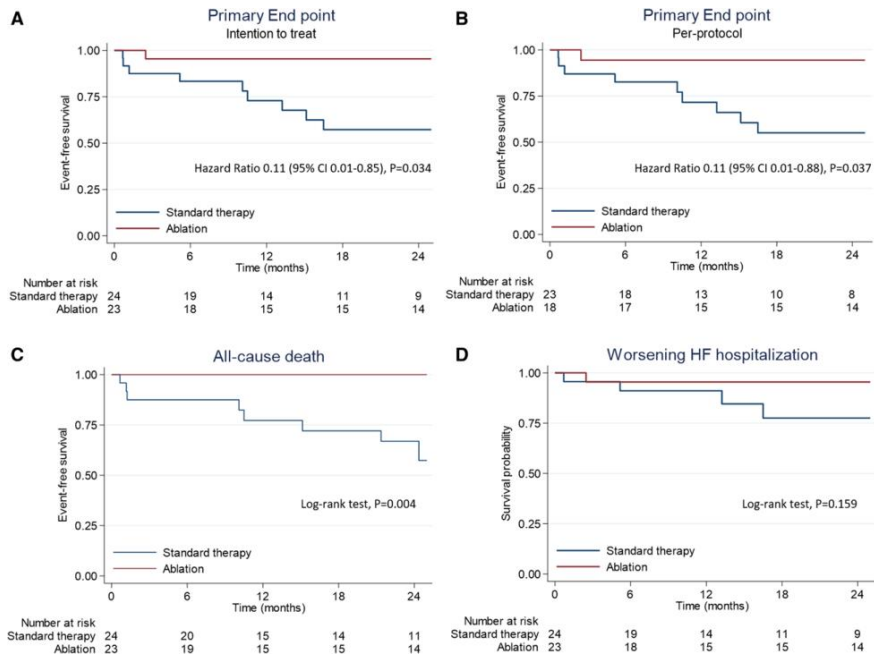 A
Primary End point
Intention to treat
1.00
0.75
0.50
0.25
0.00
Event-free survival
Hazard Ratio 0.11 (95% CI 0.01-0.85), P=0.034
Standard therapy
Ablation
0 6 12 18 24
Time (months)
Number at risk
Standard therapy 24 19 14 11 9
Ablation 23 18 15 15 14
B
Primary End point
Per-protocol
1.00
0.75
0.50
0.25
0.00
Event-free survival
Hazard Ratio 0.11 (95% CI 0.01-0.88), P=0.037
Standard therapy
Ablation
0 6 12 18 24
Time (months)
Number at risk
Standard therapy 23 18 13 10 8
Ablation 18 17 15 15 14
C
All-cause death
1.00
0.75
0.50
0.25
0.00
Event-free survival
Log-rank test, P=0.004
Standard therapy
Ablation
0 6 12 18 24
Time (months)
Number at risk
Standard therapy 24 20 15 14 11
Ablation 23 19 15 15 14
D
Worsening HF hospitalization
1.00
0.75
0.50
0.25
0.00
Survival probability
Log-rank test, P=0.159
Standard therapy
Ablation
0 6 12 18 24
Time (months)
Number at risk
Standard therapy 24 19 14 11 9
Ablation 23 18 15 15 14